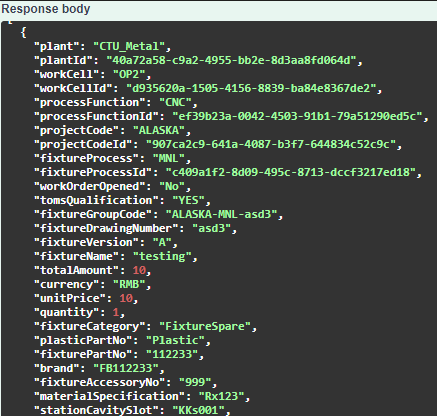 Response body
[
{
"plant": "CTU_Metal",
"plantId": "40a72a58-c9a2-4955-bb2e-8d3aa8fd064d",
"workCell": "OP2",
"workCellId": "d935620a-1505-4156-8839-ba84e8367de2",
"processFunction": "CNC",
"processFunctionId": "ef39b23a-0042-4503-91b1-79a51290ed5c",
"projectCode": "ALASKA",
"projectCodeId": "907ca2c9-641a-4087-b3f7-644834c52c9c",
"fixtureProcess": "MNL",
"fixtureProcessId": "c409a1f2-8d09-495c-8713-dccf3217ed18",
"workOrderOpened": "No",
"tomsQualification": "YES",
"fixtureGroupCode": "ALASKA-MNL-asd3",
"fixtureDrawingNumber": "asd3",
"fixtureVersion": "A",
"fixtureName": "testing",
"totalAmount": 10,
"currency": "RMB",
"unitPrice": 10,
"quantity": 1,
"fixtureCategory": "FixtureSpare",
"plasticPartNo": "Plastic",
"fixturePartNo": "112233",
"brand": "FB112233",
"fixtureAccessoryNo": "999",
"materialSpecification": "Rx123",
"stationCavitySlot": "KKs001",